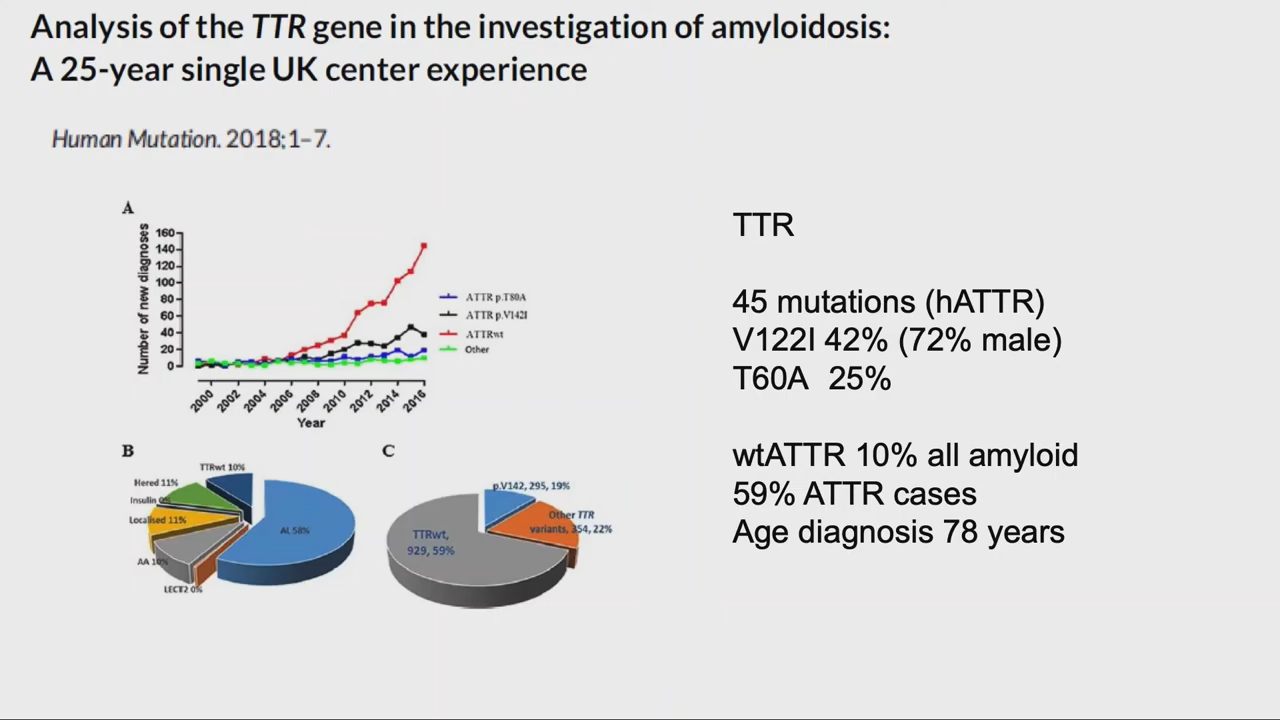 Analysis of the TTR gene in the investigation of amyloidosis:
A 25-year single UK center experience
Human Mutation. 2018;1–7.
A
Number of new diagnoses
160
140
120
100
80
60
40
20
0
2000
2002
2004
2006
2008
2010
2012
2014
2016
Year
ATTR p.T80A
ATTR p.V142I
ATTRwt
Other
B
TTRwt 10%
Hered 11%
Insulin 0%
Localised 11%
AA 10%
LECT2 0%
AL 58%
C
p.V142, 295, 19%
Other TTR
variants, 354, 22%
TTRwt,
929, 59%
TTR
45 mutations (hATTR)
V122I 42% (72% male)
T60A 25%
wtATTR 10% all amyloid
59% ATTR cases
Age diagnosis 78 years